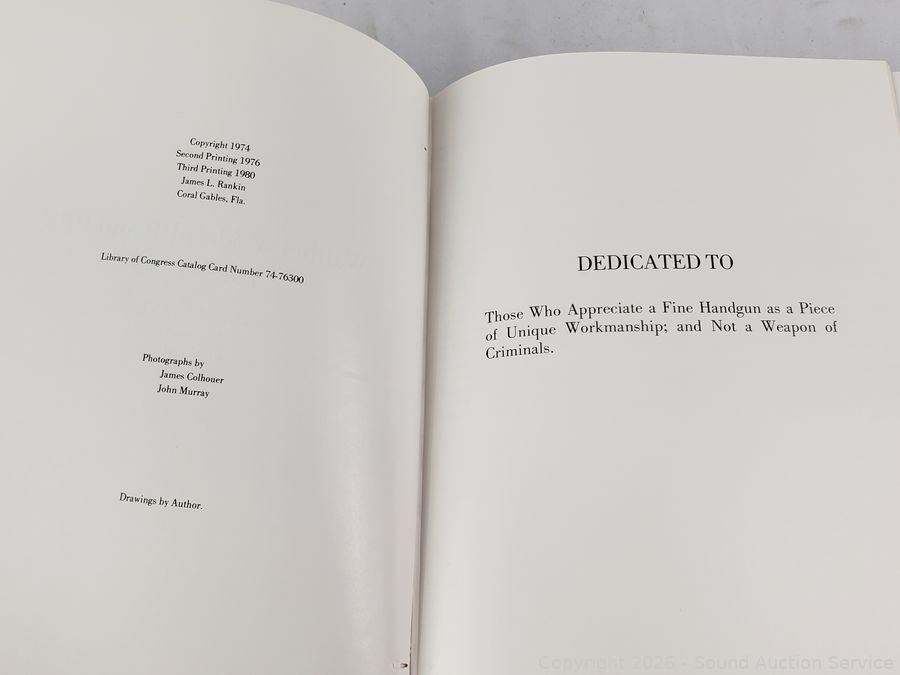 Copyright 1974
Second Printing 1976
Third Printing 1980
James L. Rankin
Coral Gables, Fla.
Library of Congress Catalog Card Number 74-76300
Photographs by
James Colhouer
John Murray
Drawings by Author.
DEDICATED TO
Those Who Appreciate a Fine Handgun as a Piece
of Unique Workmanship; and Not a Weapon of
Criminals.
Copyright 2026 - Sound Auction Service